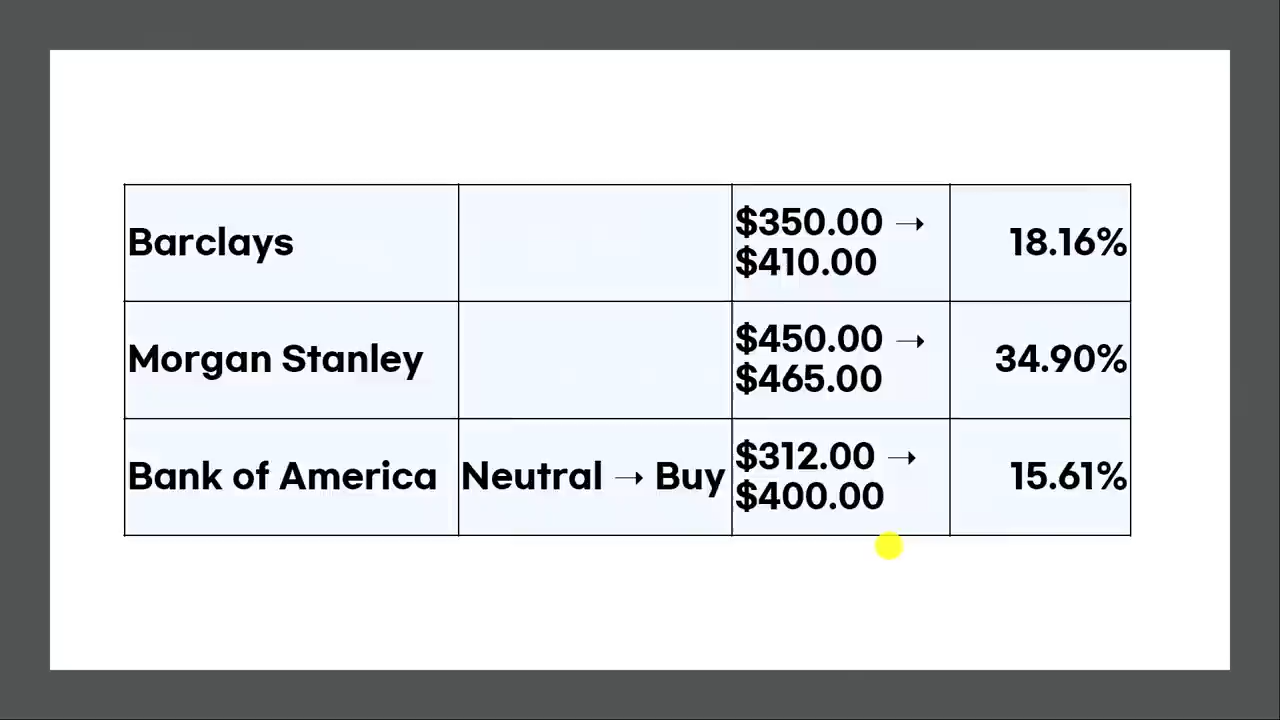 Barclays
$350.00 →
$410.00
18.16%
Morgan Stanley
$450.00 →
$465.00
34.90%
Bank of America
Neutral → Buy
$312.00 →
$400.00
15.61%